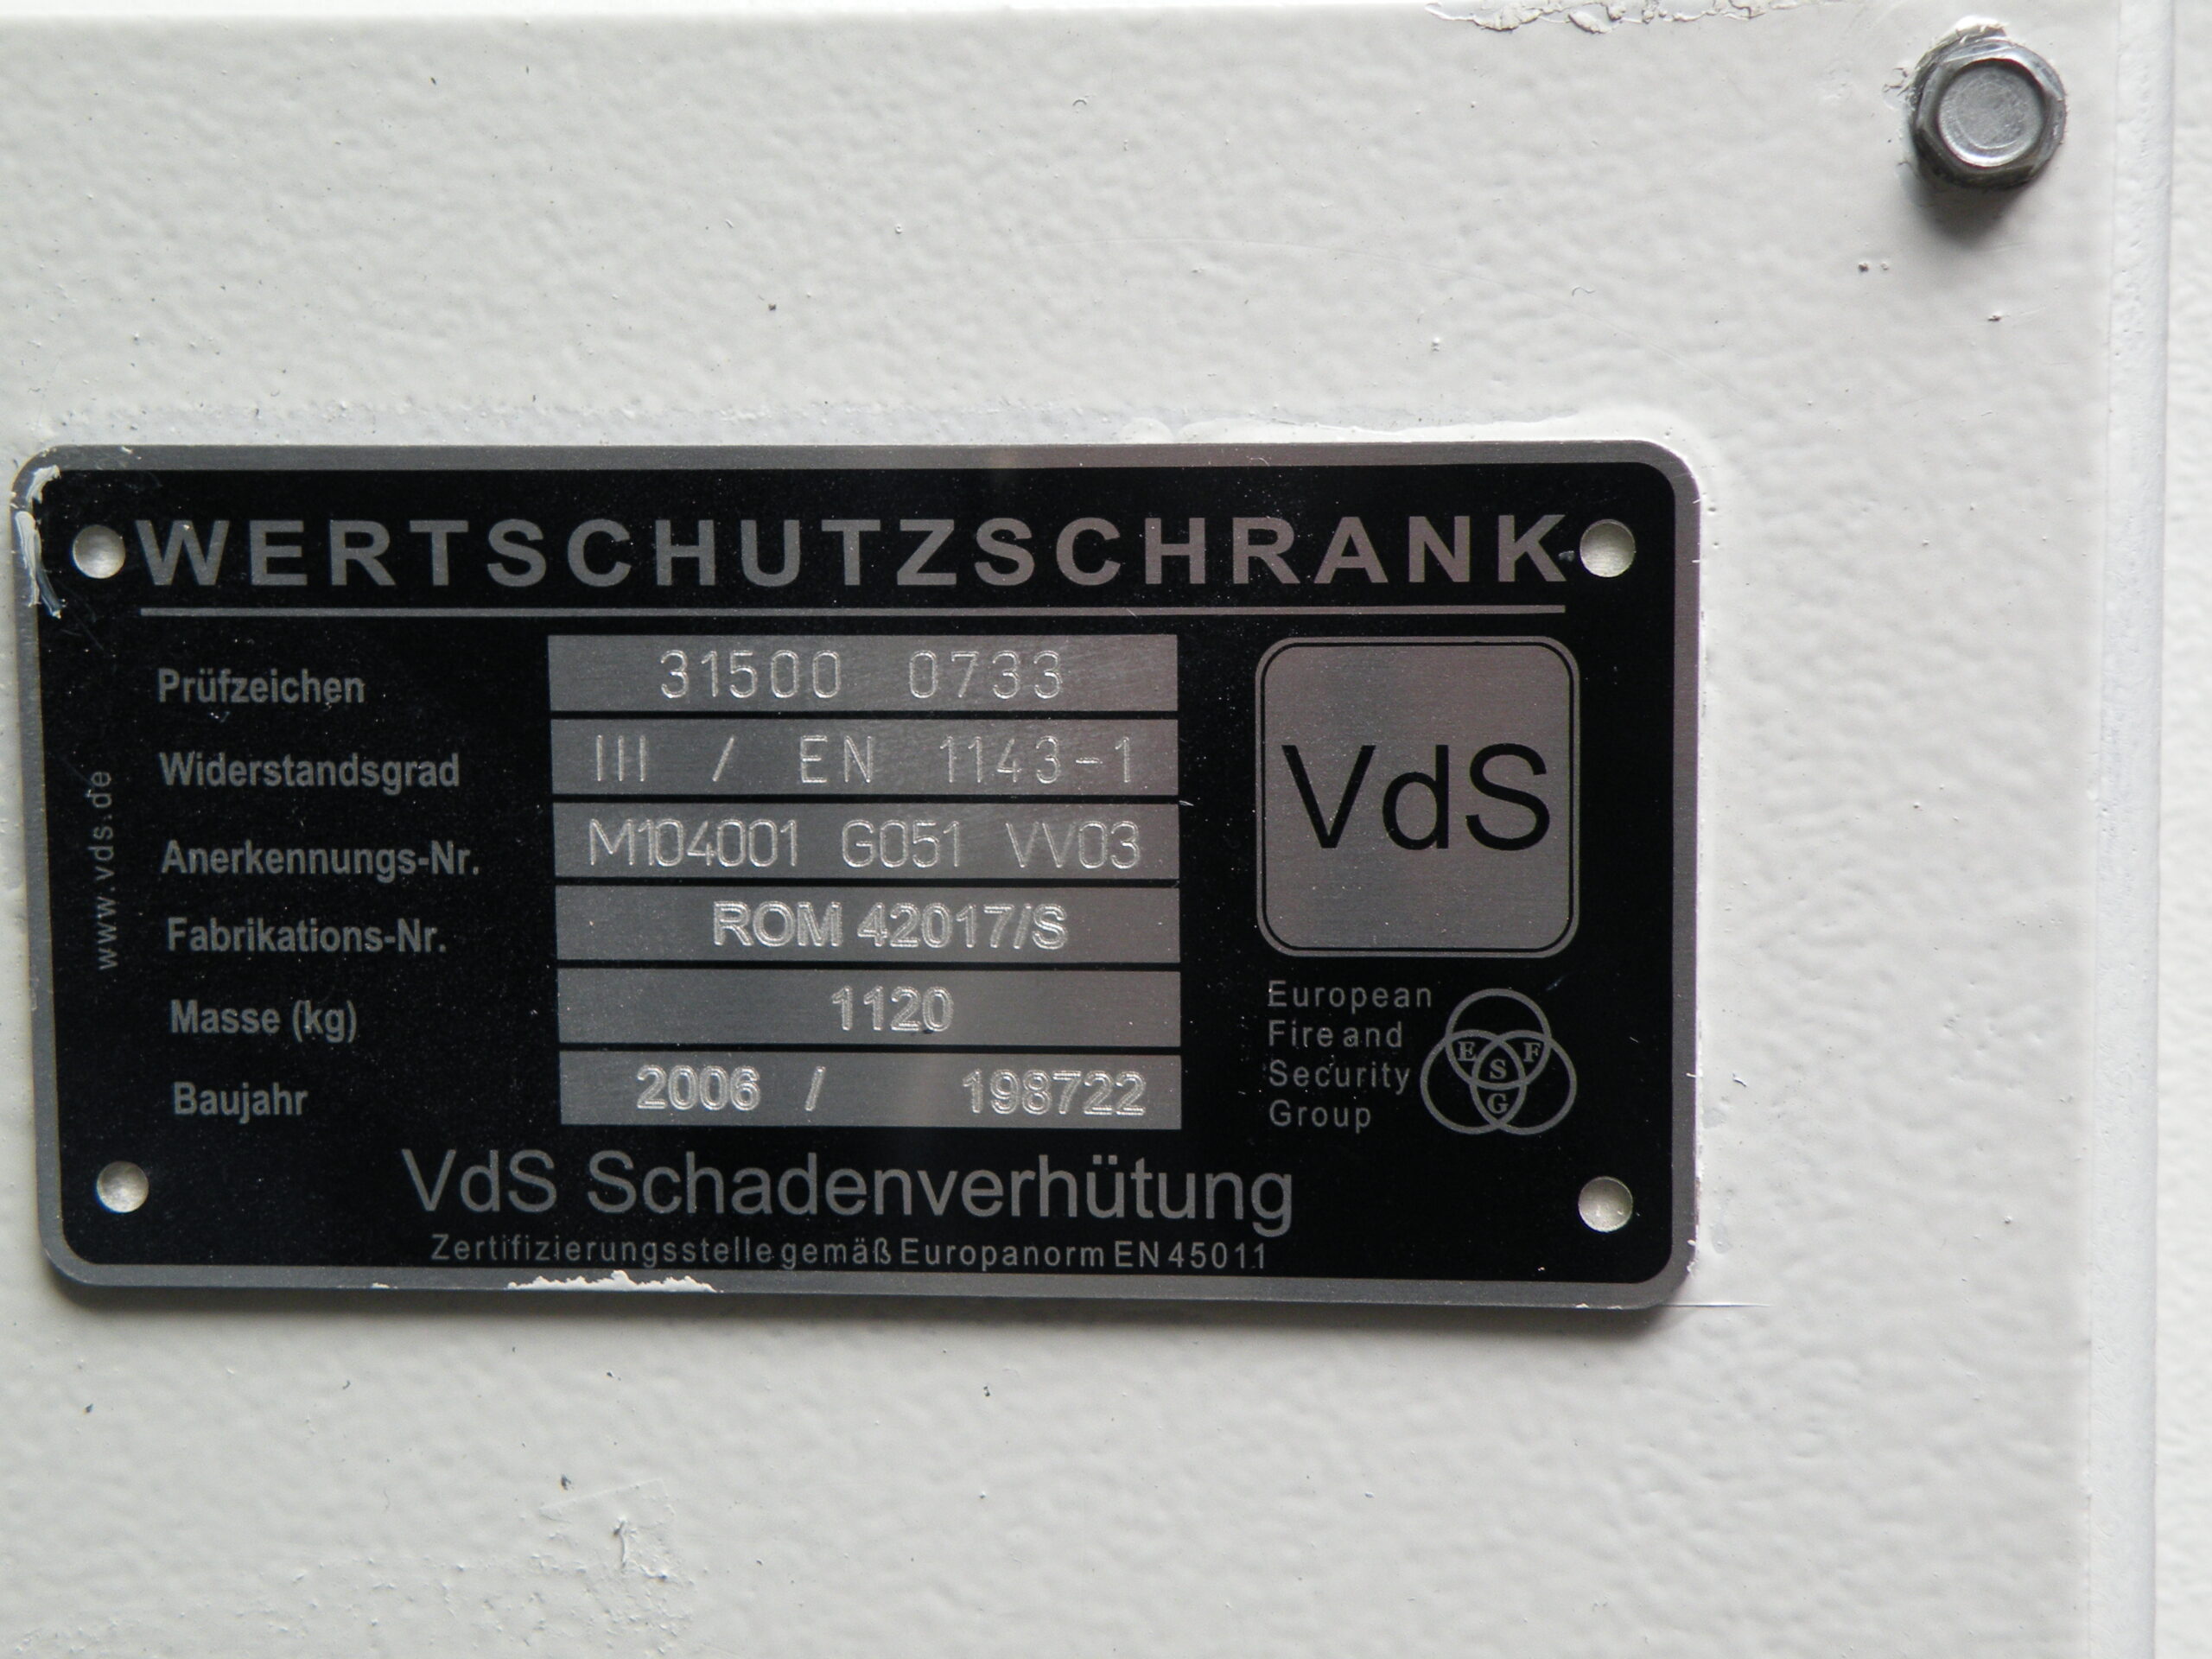 WERTSCHUTZSCHRANK
Prüfzeichen 31500 0733
Widerstandsgrad III / EN 1143-1
Anerkennungs-Nr. M104001 G051 VV03
Fabrikations-Nr. ROM 42017/S
Masse (kg) 1120
Baujahr 2006 / 198722
www.vds.de
VdS
European
Fire and
Security
Group
E F
S
G
VdS Schadenverhütung
Zertifizierungsstelle gemäß Europanorm EN 45011